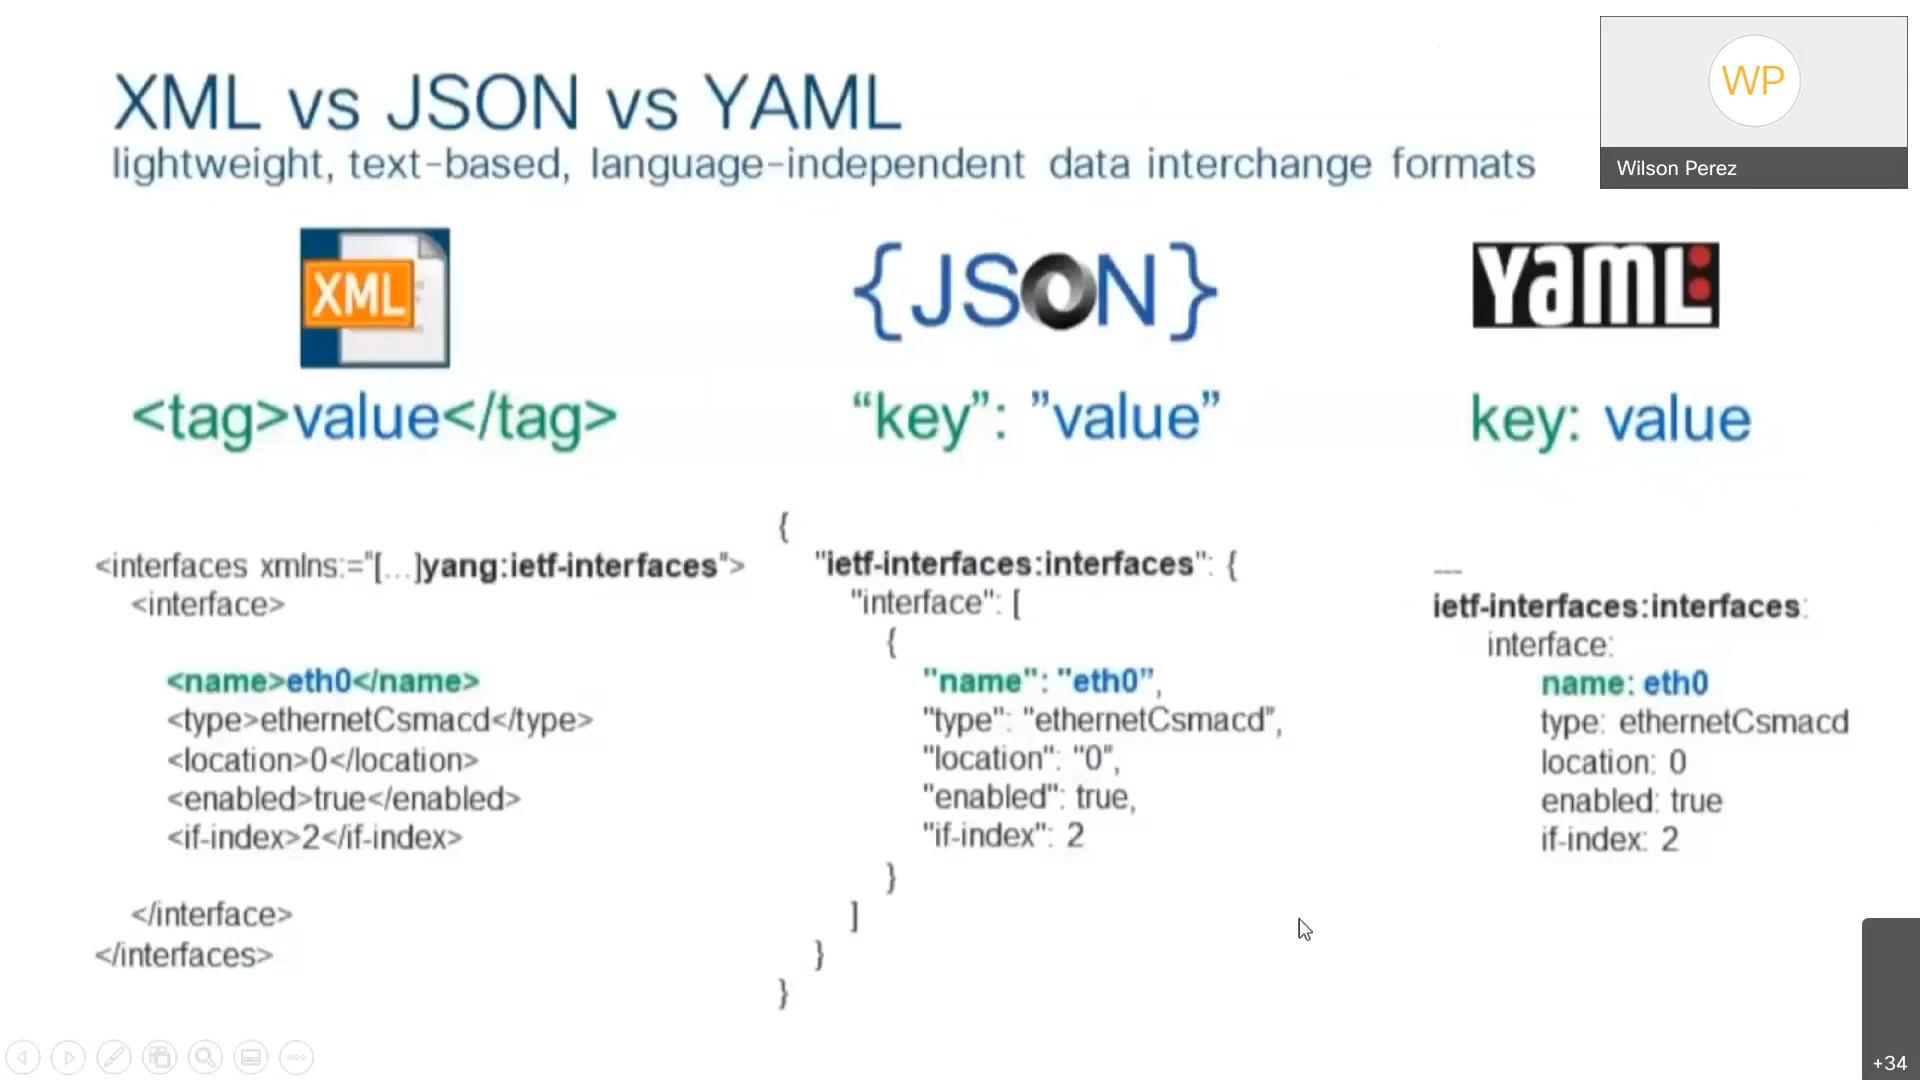 XML vs JSON vs YAML
lightweight, text-based, language-independent data interchange formats
WP
Wilson Perez
XML
{JSON}
YAML:
<tag>value</tag>
“key”: ”value”
key: value
<interfaces xmlns:="[...]yang:ietf-interfaces">
<interface>
<name>eth0</name>
<type>ethernetCsmacd</type>
<location>0</location>
<enabled>true</enabled>
<if-index>2</if-index>
</interface>
</interfaces>
{
"ietf-interfaces:interfaces": {
"interface": [
{
"name": "eth0”,
"type": "ethernetCsmacd”,
"location": "0",
"enabled": true,
"if-index": 2
}
]
}
}
---
ietf-interfaces:interfaces:
interface:
name: eth0
type: ethernetCsmacd
location: 0
enabled: true
if-index: 2
+34